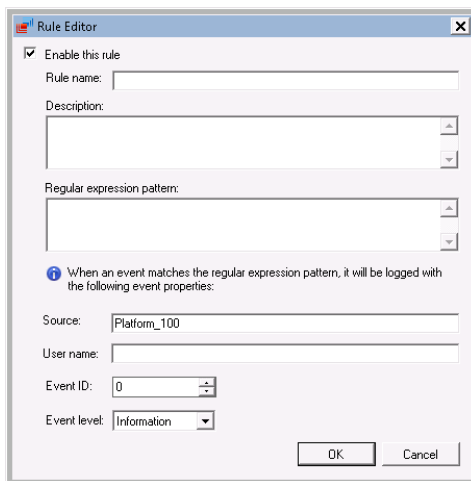 Rule Editor
Enable this rule
Rule name:
Description:
Regular expression pattern:
When an event matches the regular expression pattern, it will be logged with
the following event properties:
Source: Platform_100
User name:
Event ID: 0
Event level: Information
OK Cancel